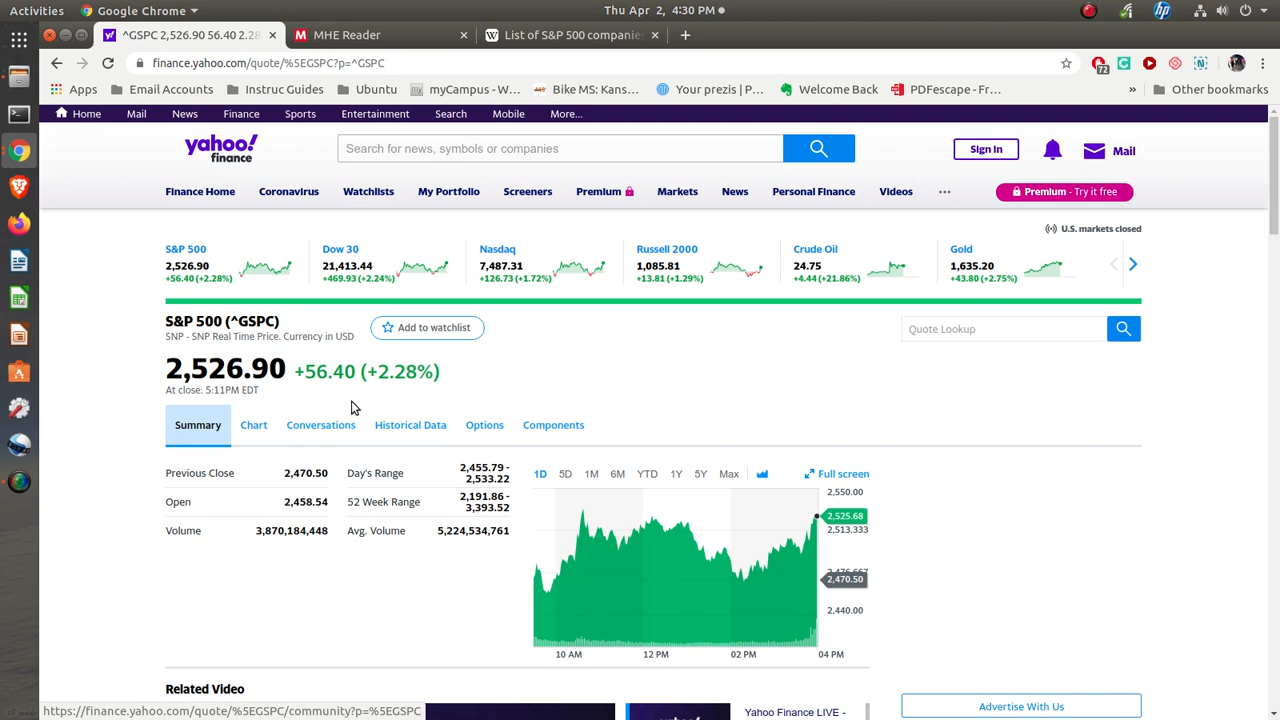 Activities Google Chrome Thu Apr 2, 4:30 PM
^GSPC 2,526.90 56.40 2.28 MHE Reader List of S&P 500 companie
finance.yahoo.com/quote/%5EGSPC?p=^GSPC
72
Apps Email Accounts Instruc Guides Ubuntu myCampus - W... Bike MS: Kans... Your prezis | P... Welcome Back PDFescape - Fr... » Other bookmarks
Home Mail News Finance Sports Entertainment Search Mobile More...
yahoo!
finance
Search for news, symbols or companies
Sign In
Mail
Finance Home Coronavirus Watchlists My Portfolio Screeners Premium Markets News Personal Finance Videos ••• Premium - Try it free
U.S. markets closed
S&P 500 Dow 30 Nasdaq Russell 2000 Crude Oil Gold
2,526.90 21,413.44 7,487.31 1,085.81 24.75 1,635.20
+56.40 (+2.28%) +469.93 (+2.24%) +126.73 (+1.72%) +13.81 (+1.29%) +4.44 (+21.86%) +43.80 (+2.75%)
S&P 500 (^GSPC)
Add to watchlist
Quote Lookup
SNP - SNP Real Time Price. Currency in USD
2,526.90 +56.40 (+2.28%)
At close: 5:11PM EDT
Summary Chart Conversations Historical Data Options Components
Previous Close 2,470.50
Open 2,458.54
Volume 3,870,184,448
Day's Range 2,455.79 -
2,533.22
52 Week Range 2,191.86 -
3,393.52
Avg. Volume 5,224,534,761
1D 5D 1M 6M YTD 1Y 5Y Max Full screen
2,550.00
2,525.68
2,513.333
2,476.667
2,470.50
2,440.00
10 AM 12 PM 02 PM 04 PM
Related Video
Yahoo Finance LIVE -
Advertise With Us
https://finance.yahoo.com/quote/%5EGSPC/community?p=%5EGSPC